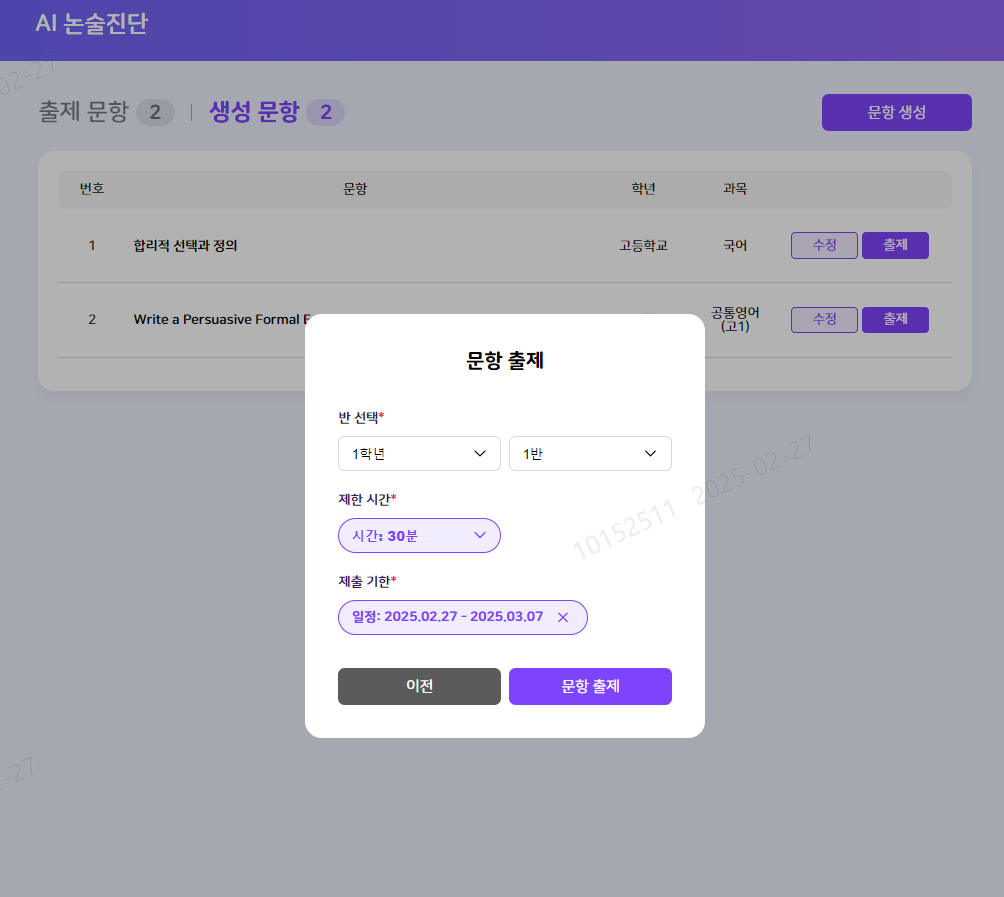 AI 논술진단
출제 문항 2 | 생성 문항 2
문항 생성
번호 문항 학년 과목
1 합리적 선택과 정의 고등학교 국어 수정 출제
2 Write a Persuasive Formal 공통영어 (고1) 수정 출제
문항 출제
반 선택*
1학년 1반
제한 시간*
시간: 30분
제출 기한*
일정: 2025.02.27 - 2025.03.07
이전 문항 출제
10152511 2025-02-27
02-27
-27